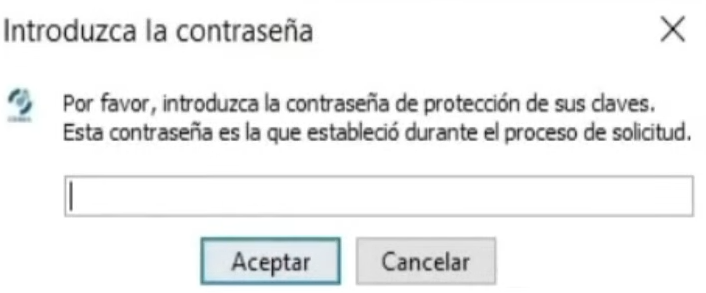 Introduzca la contraseña
Por favor, introduzca la contraseña de protección de sus claves.
Esta contraseña es la que estableció durante el proceso de solicitud.
Aceptar
Cancelar